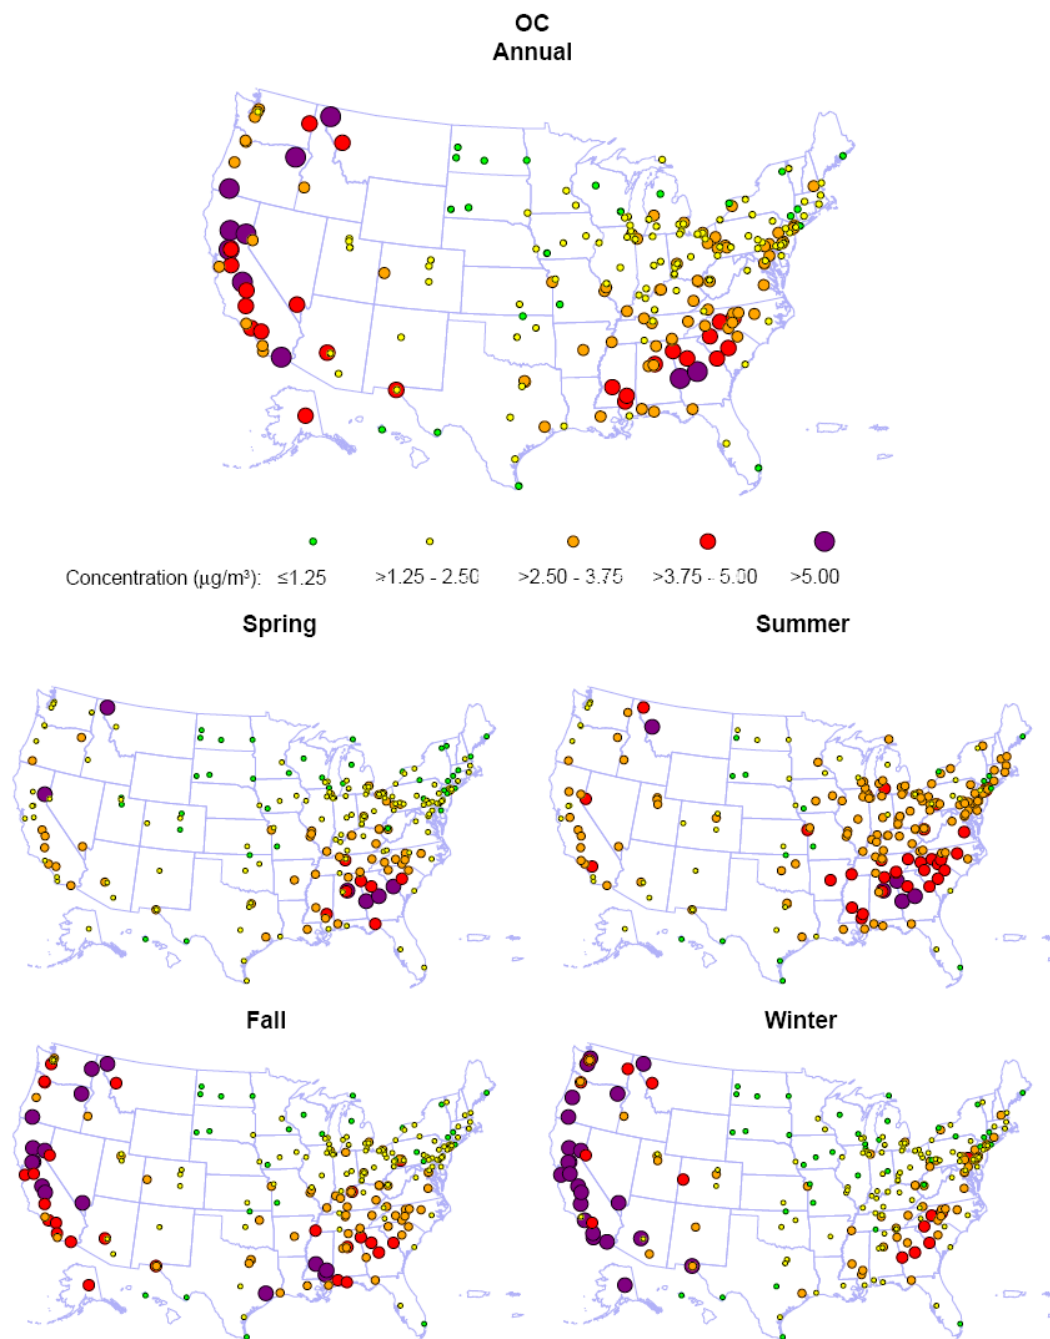 OC
Annual
Concentration (µg/m³): ≤1.25 >1.25 - 2.50 >2.50 - 3.75 >3.75 - 5.00 >5.00
Spring Summer
Fall Winter